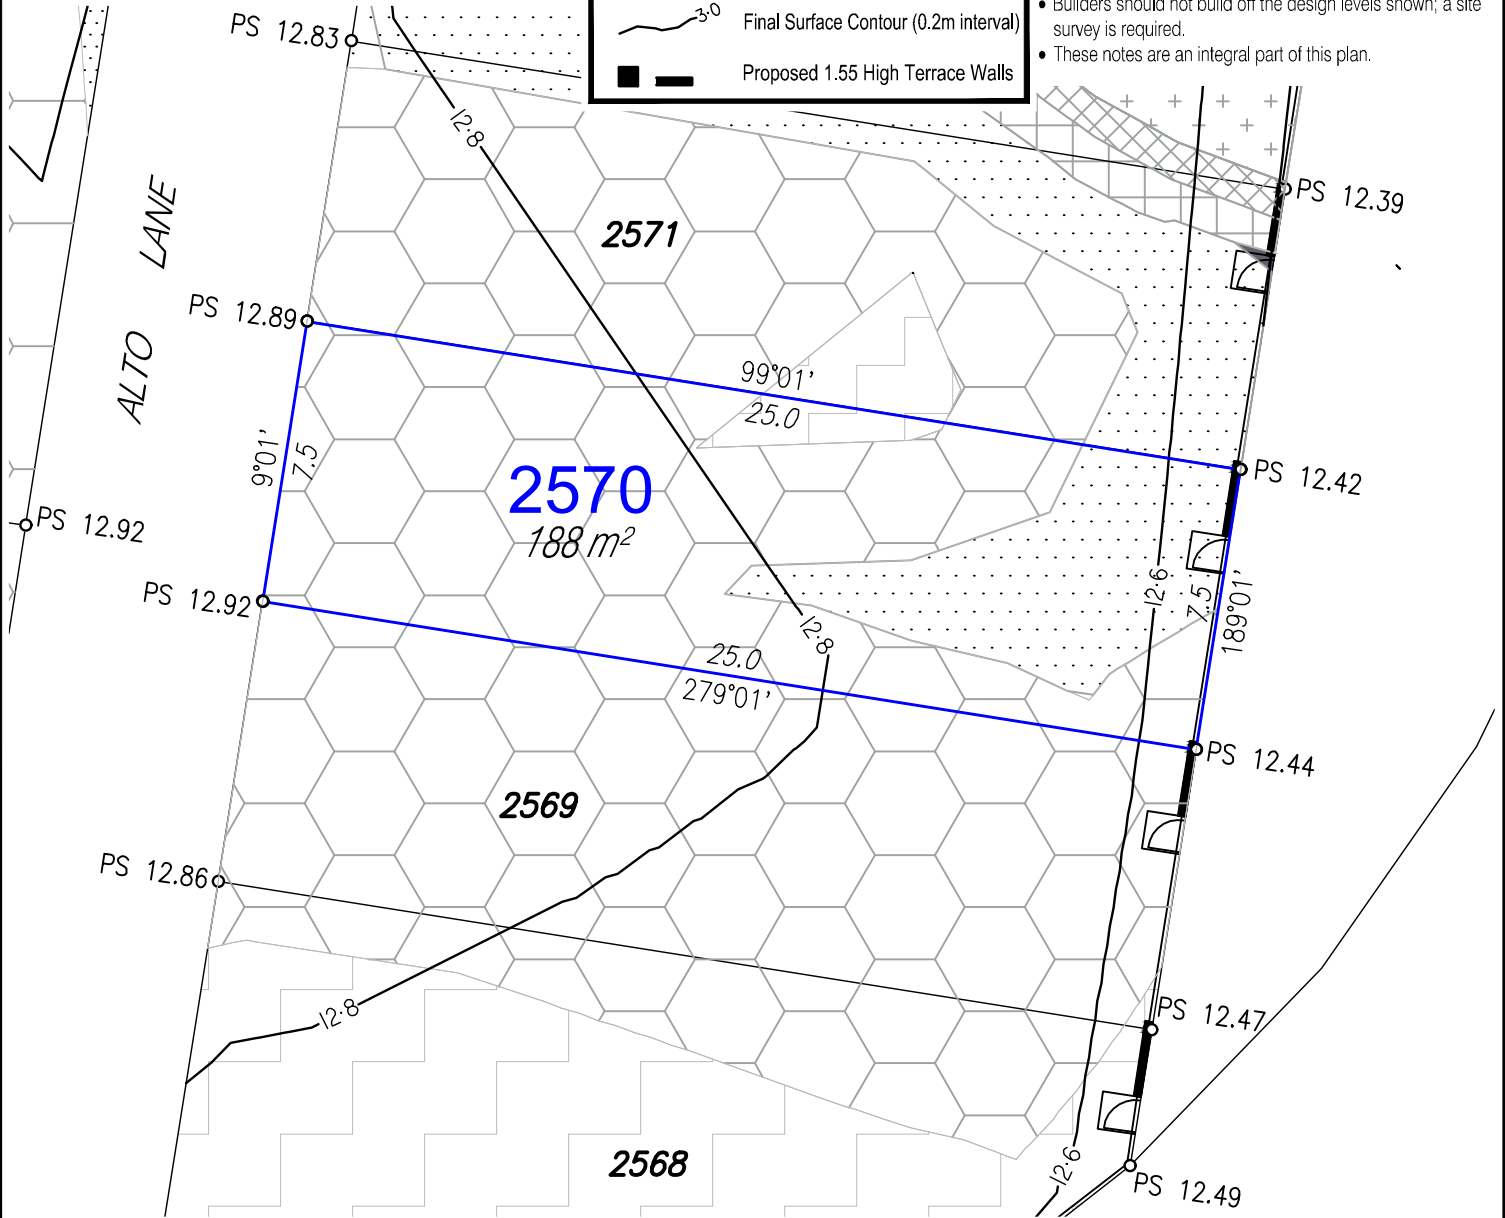 • Builders should not build off the design levels shown; a site
survey is required.
• These notes are an integral part of this plan.
3·0
Final Surface Contour (0.2m interval)
Proposed 1.55 High Terrace Walls
PS 12.83
12·8
PS 12.39
2571
ALTO LANE
PS 12.89
99°01'
25.0
9°01'
7.5
2570
188 m²
PS 12.42
PS 12.92
PS 12.92
12·6
7.5
189°01'
12·8
25.0
279°01'
PS 12.44
2569
PS 12.86
12·8
PS 12.47
2568
12·6
PS 12.49